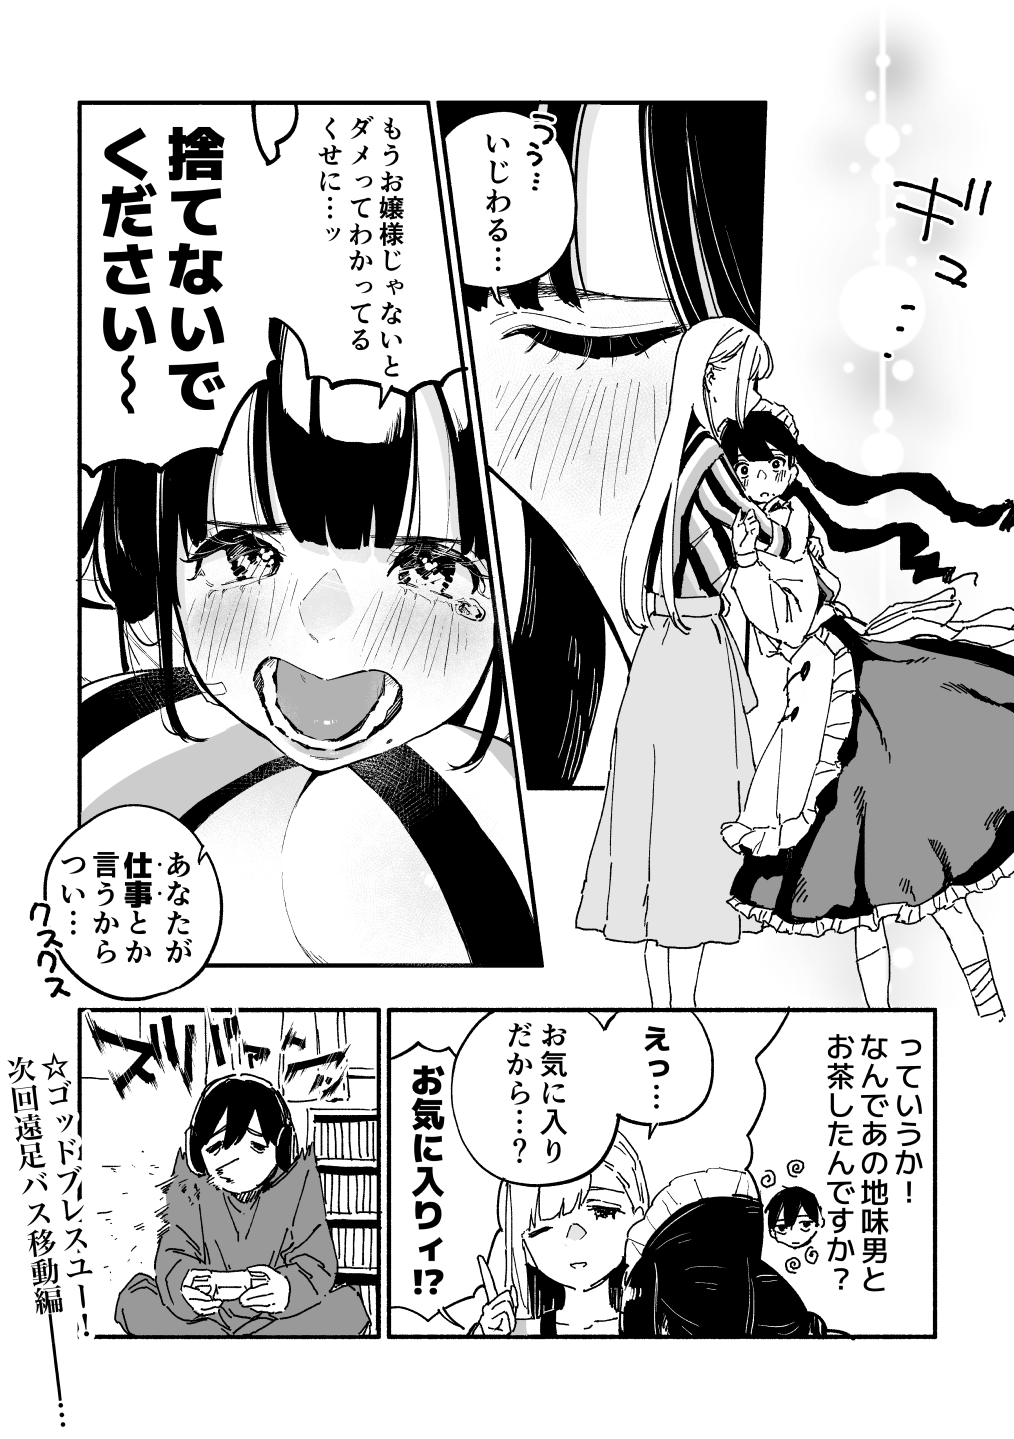 ギュ
…
うぅ…
いじわる…
もうお嬢様じゃないと
ダメってわかってる
くせに…ッ
捨てないで
ください〜
あなたが
仕事とか
言うから
つい…
クスクス
っていうか！
なんであの地味男と
お茶したんですか？
えっ…
お気に入り
だから…？
お気に入りィ!?
ズババーン
☆ゴッドブレスユー！
次回遠足バス移動編――…